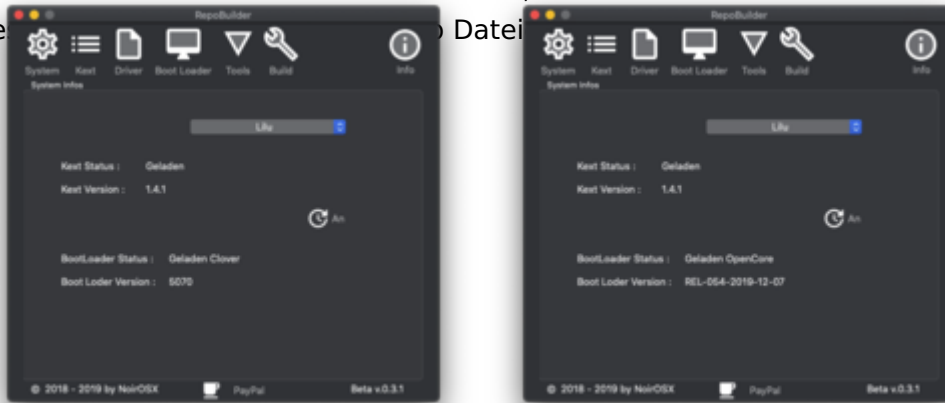 RepoBuilder
System Kext Driver Boot Loader Tools Build Info
System Infos
Lilu
Kext Status : Geladen
Kext Version : 1.4.1
An
BootLoader Status : Geladen Clover
Boot Loder Version : 5070
© 2018 - 2019 by NoirOSX PayPal Beta v.0.3.1
Datei
RepoBuilder
System Kext Driver Boot Loader Tools Build Info
System Infos
Lilu
Kext Status : Geladen
Kext Version : 1.4.1
An
BootLoader Status : Geladen OpenCore
Boot Loder Version : REL-054-2019-12-07
© 2018 - 2019 by NoirOSX PayPal Beta v.0.3.1